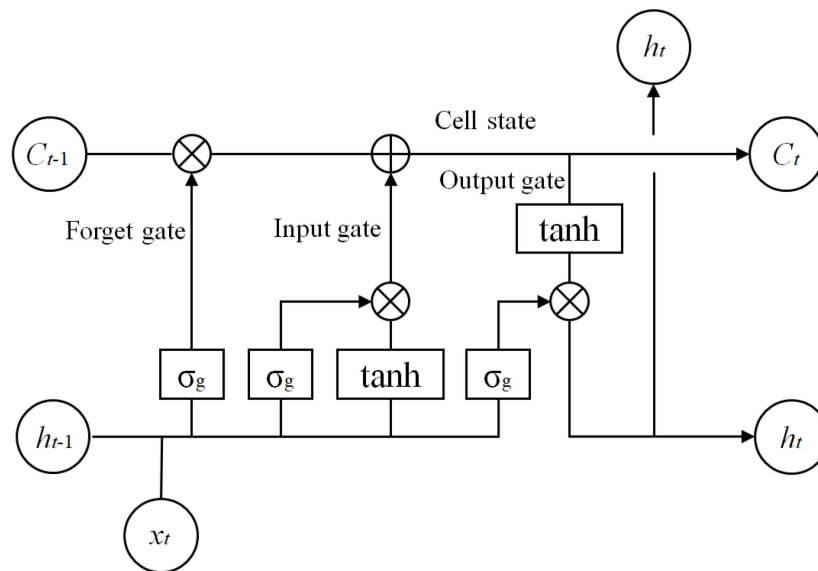 hₜ
Cell state
Cₜ₋₁
Cₜ
Output gate
Forget gate
Input gate
tanh
σg
σg
tanh
σg
hₜ₋₁
hₜ
xₜ